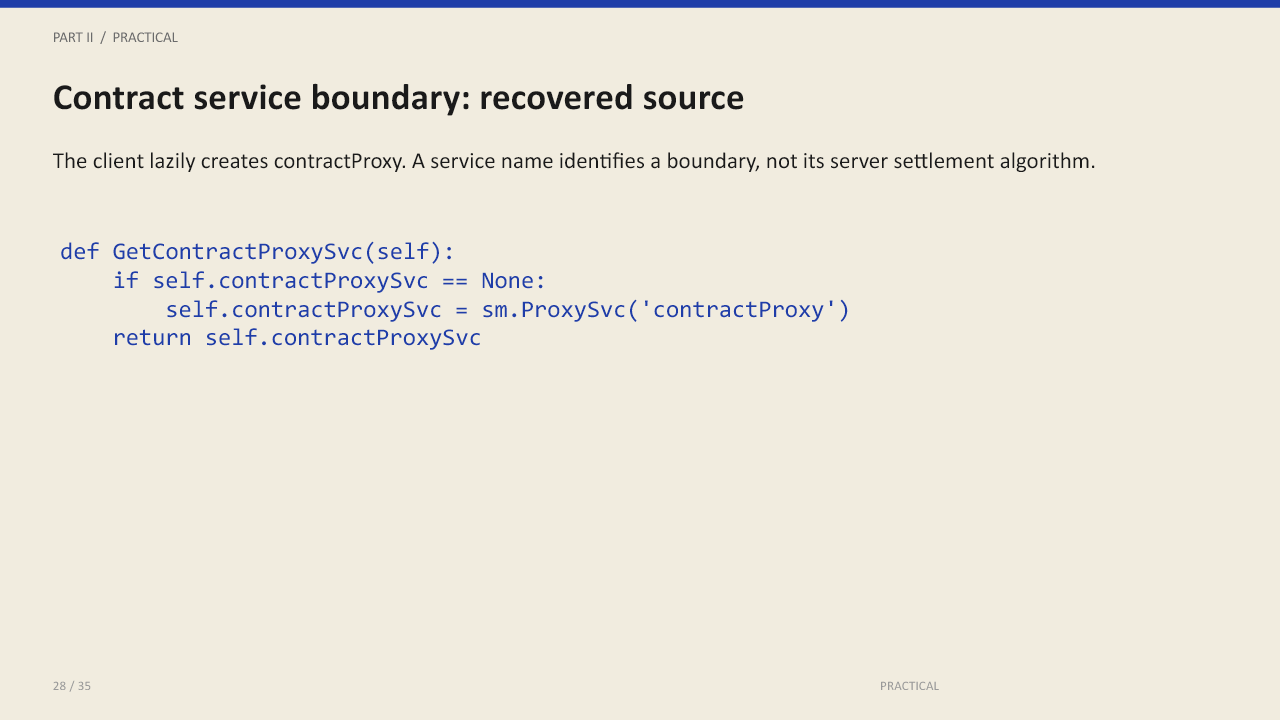 PART II / PRACTICAL
Contract service boundary: recovered source
The client lazily creates contractProxy. A service name identifies a boundary, not its server settlement algorithm.
def GetContractProxySvc(self):
    if self.contractProxySvc == None:
        self.contractProxySvc = sm.ProxySvc('contractProxy')
    return self.contractProxySvc
28 / 35
PRACTICAL